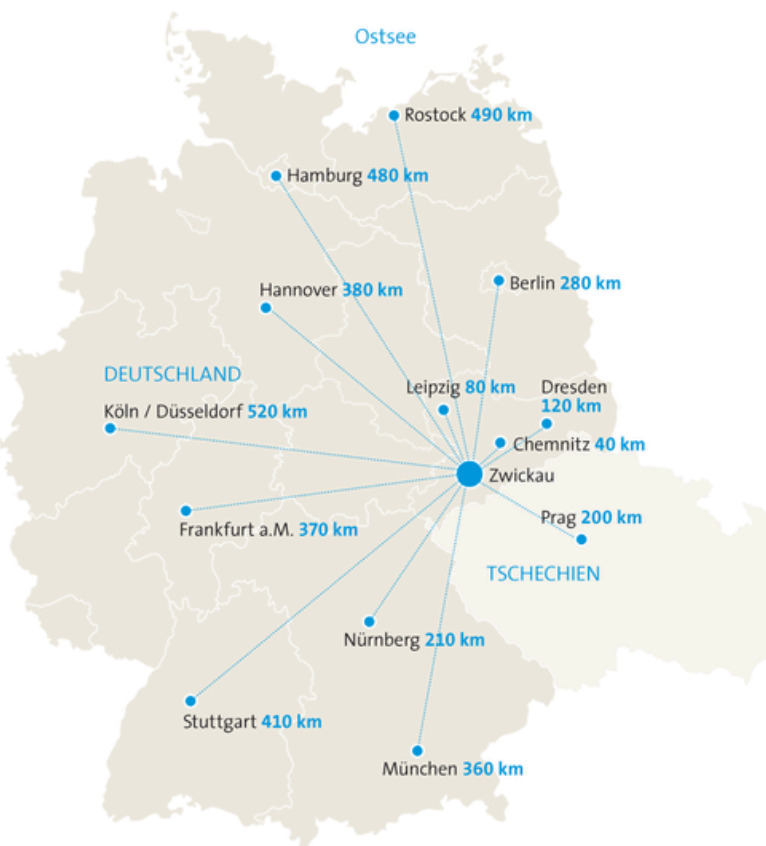 Ostsee
Rostock 490 km
Hamburg 480 km
Berlin 280 km
Hannover 380 km
DEUTSCHLAND
Leipzig 80 km
Dresden
120 km
Köln / Düsseldorf 520 km
Chemnitz 40 km
Zwickau
Prag 200 km
Frankfurt a.M. 370 km
TSCHECHIEN
Nürnberg 210 km
Stuttgart 410 km
München 360 km